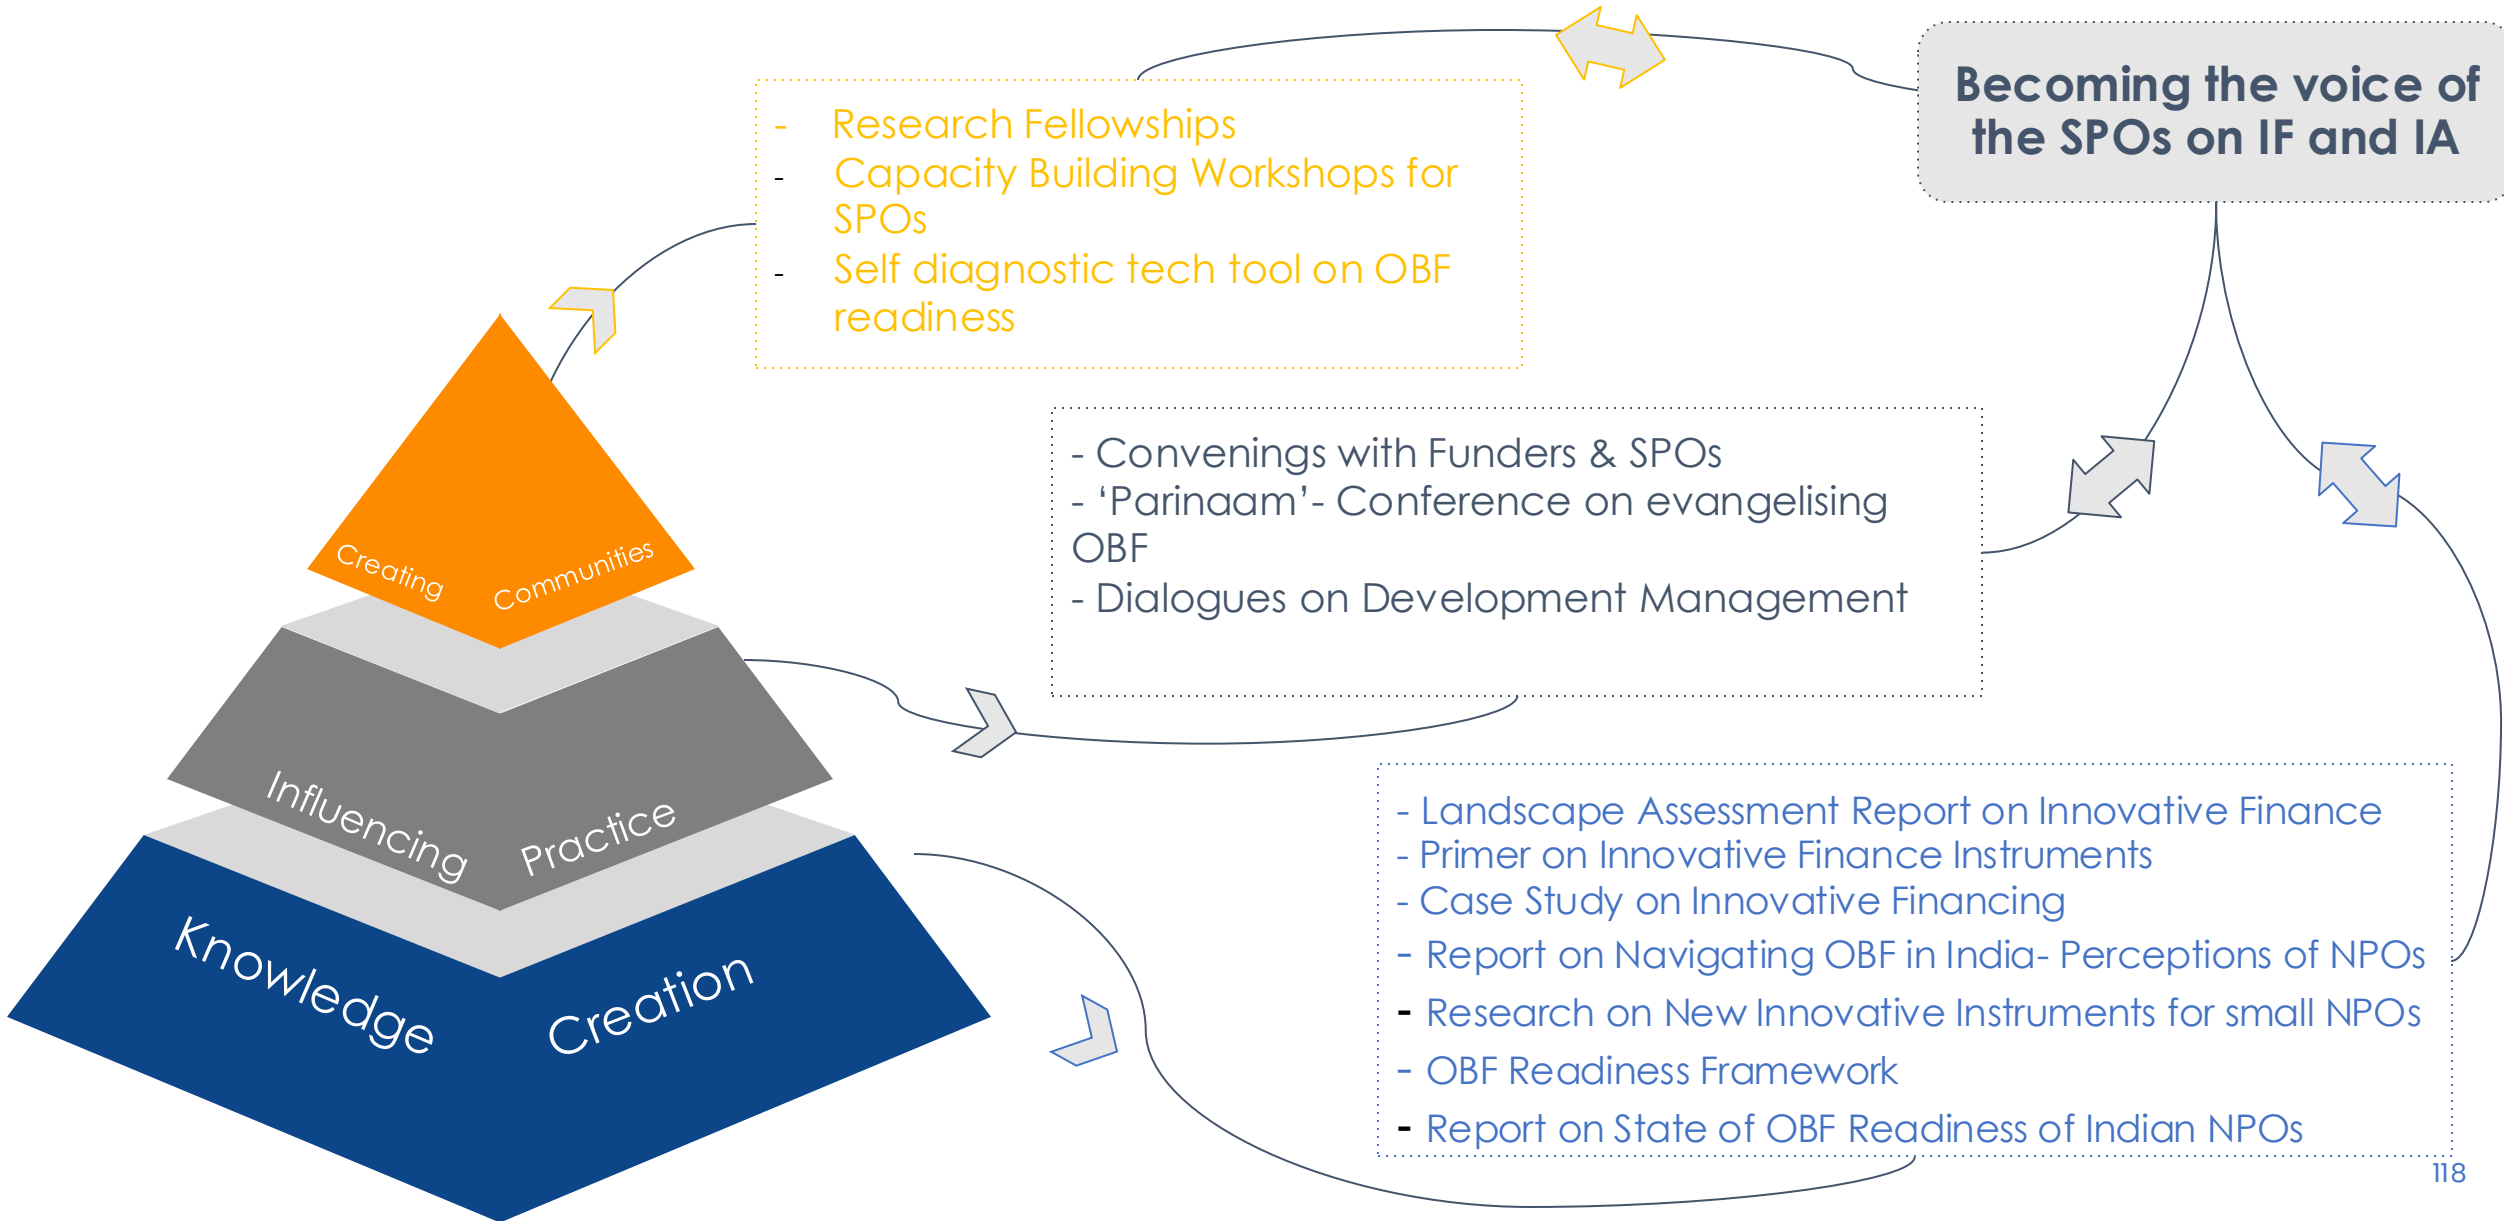 Becoming the voice of
the SPOs on IF and IA
- Research Fellowships
- Capacity Building Workshops for
SPOs
- Self diagnostic tech tool on OBF
readiness
- Convenings with Funders & SPOs
- ‘Parinaam’- Conference on evangelising
OBF
- Dialogues on Development Management
Creating Communities
Influencing Practice
Knowledge Creation
- Landscape Assessment Report on Innovative Finance
- Primer on Innovative Finance Instruments
- Case Study on Innovative Financing
- Report on Navigating OBF in India- Perceptions of NPOs
- Research on New Innovative Instruments for small NPOs
- OBF Readiness Framework
- Report on State of OBF Readiness of Indian NPOs
118